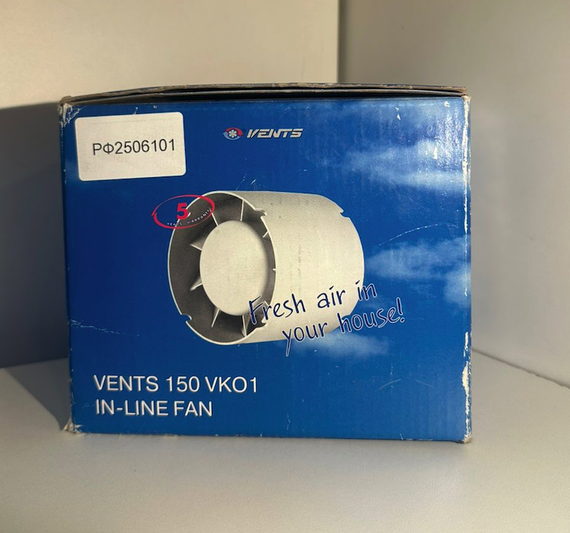 VENTS
РФ2506101
5
Fresh air in
your house!
VENTS 150 VKO1
IN-LINE FAN